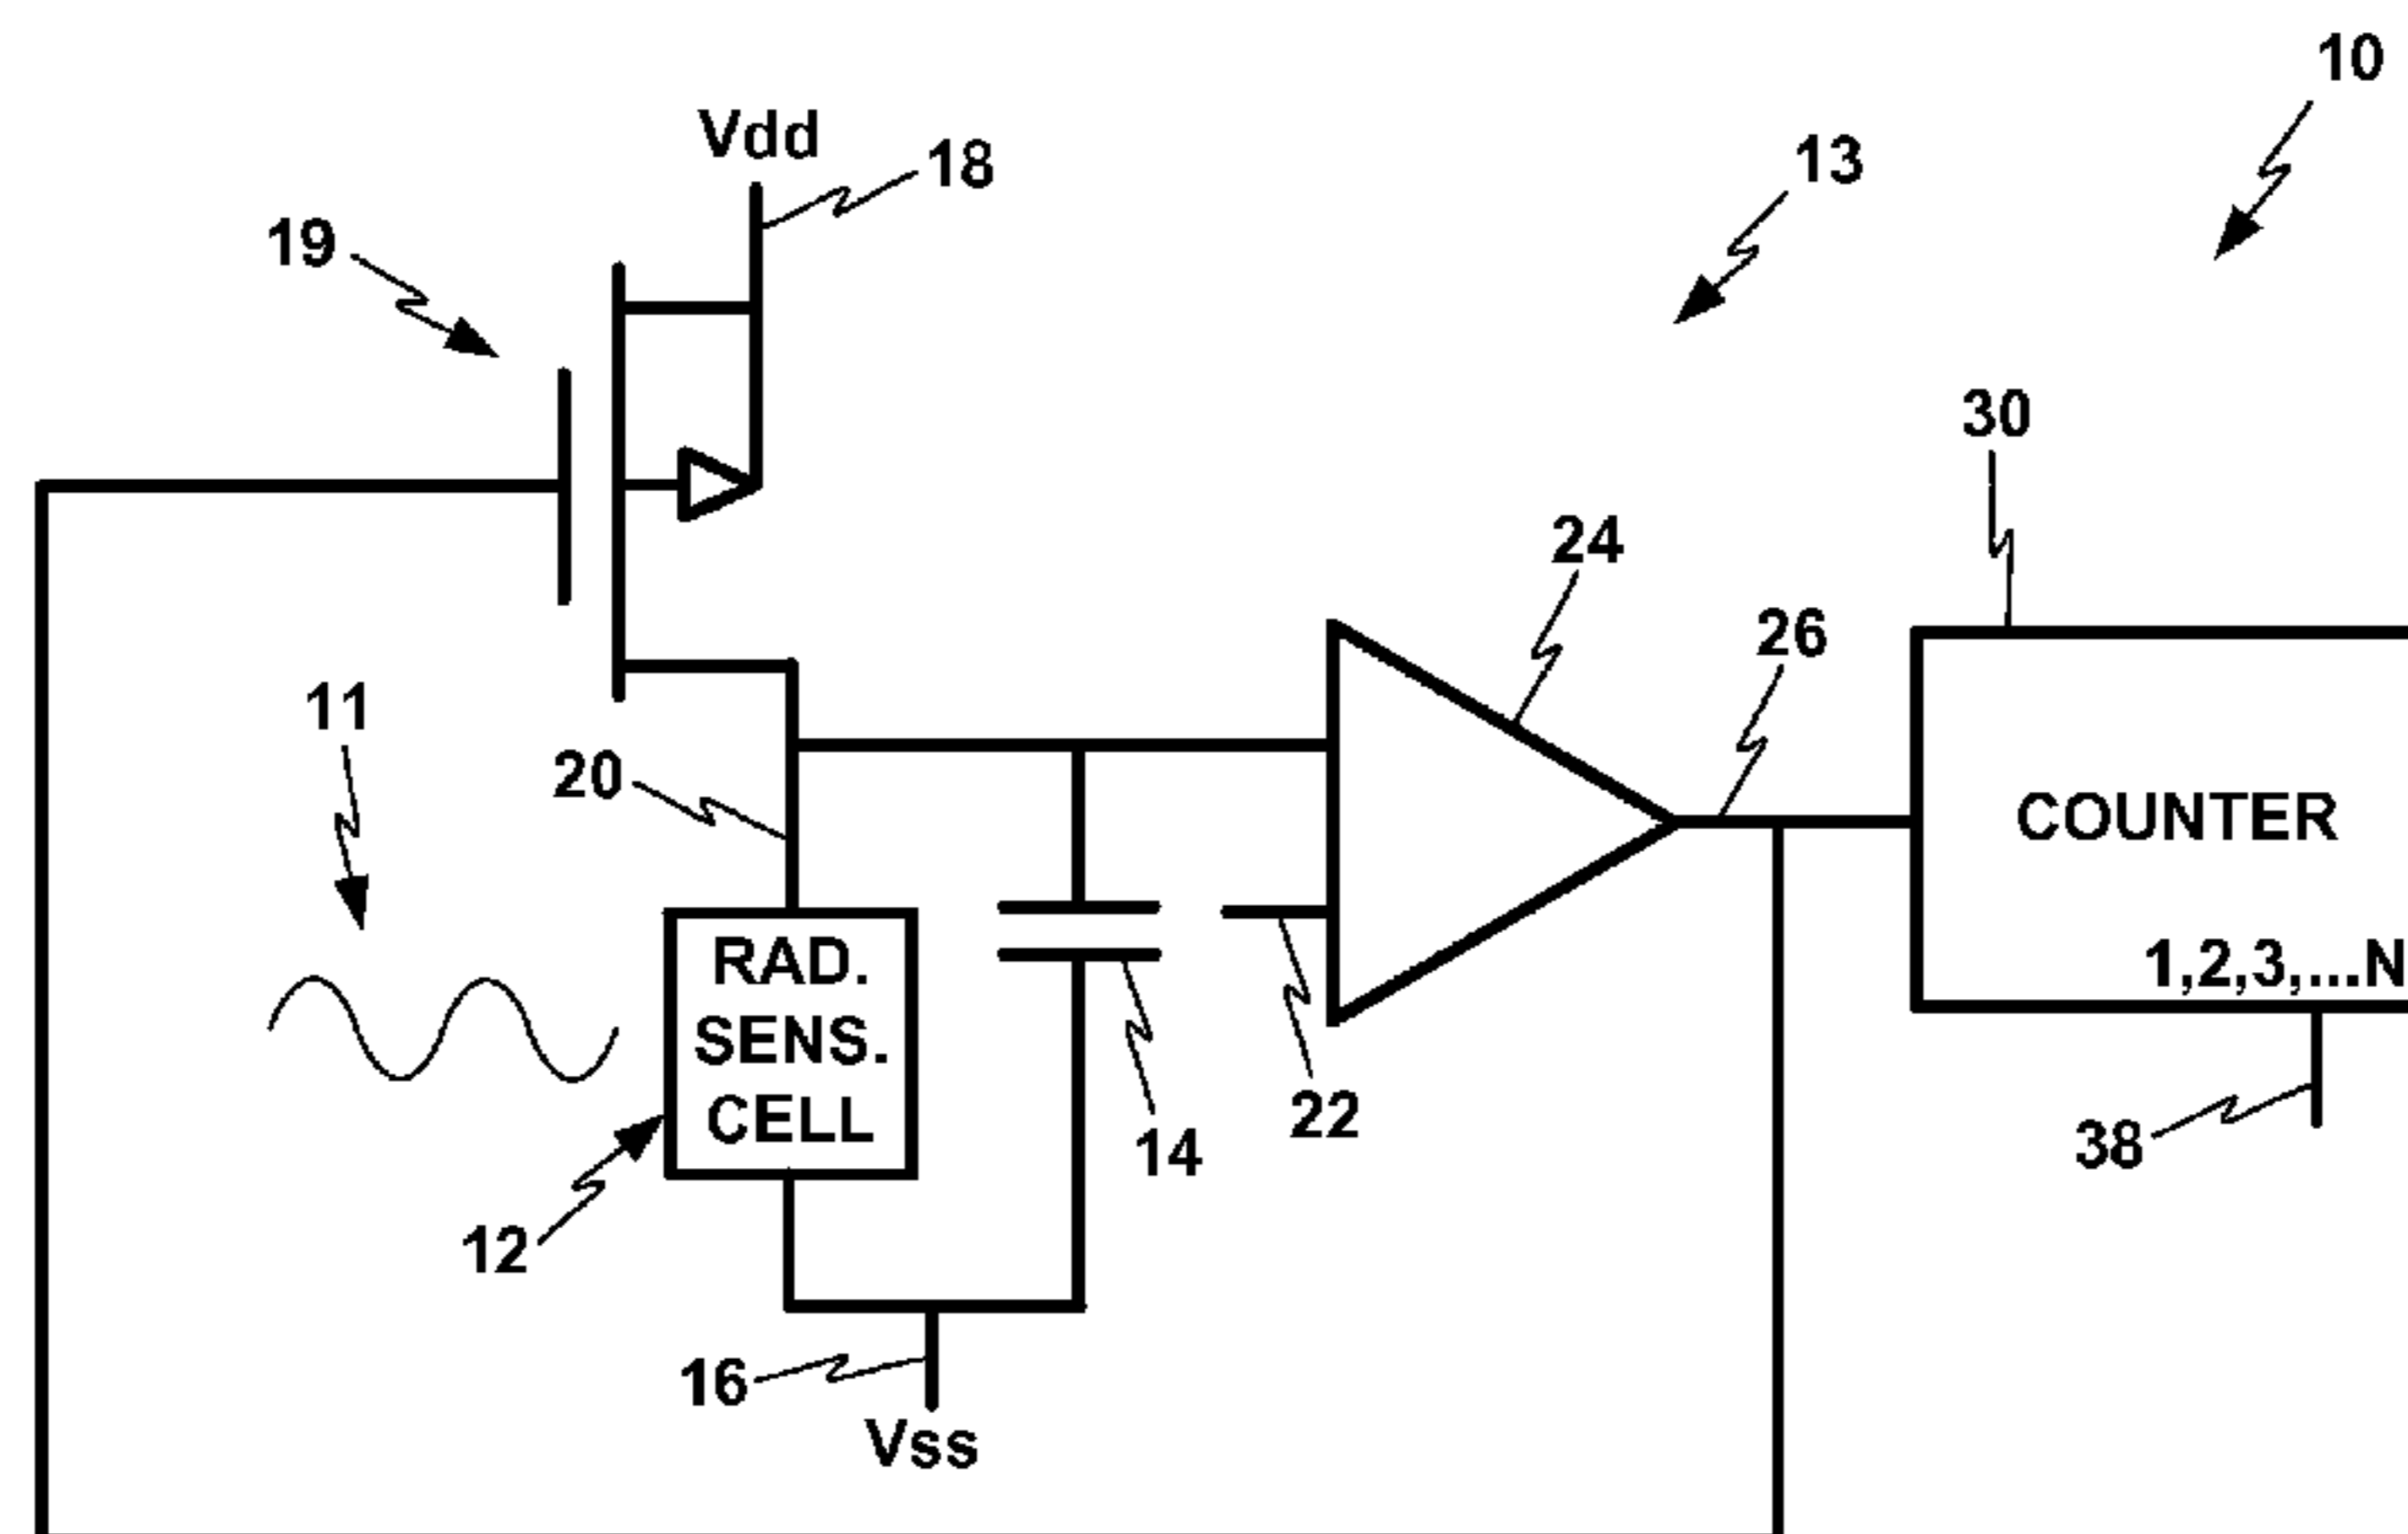 10
Vdd
18
13
19
30
24
26
11
20
COUNTER
1,2,3,...N
RAD.
SENS.
CELL
22
14
38
12
16
Vss